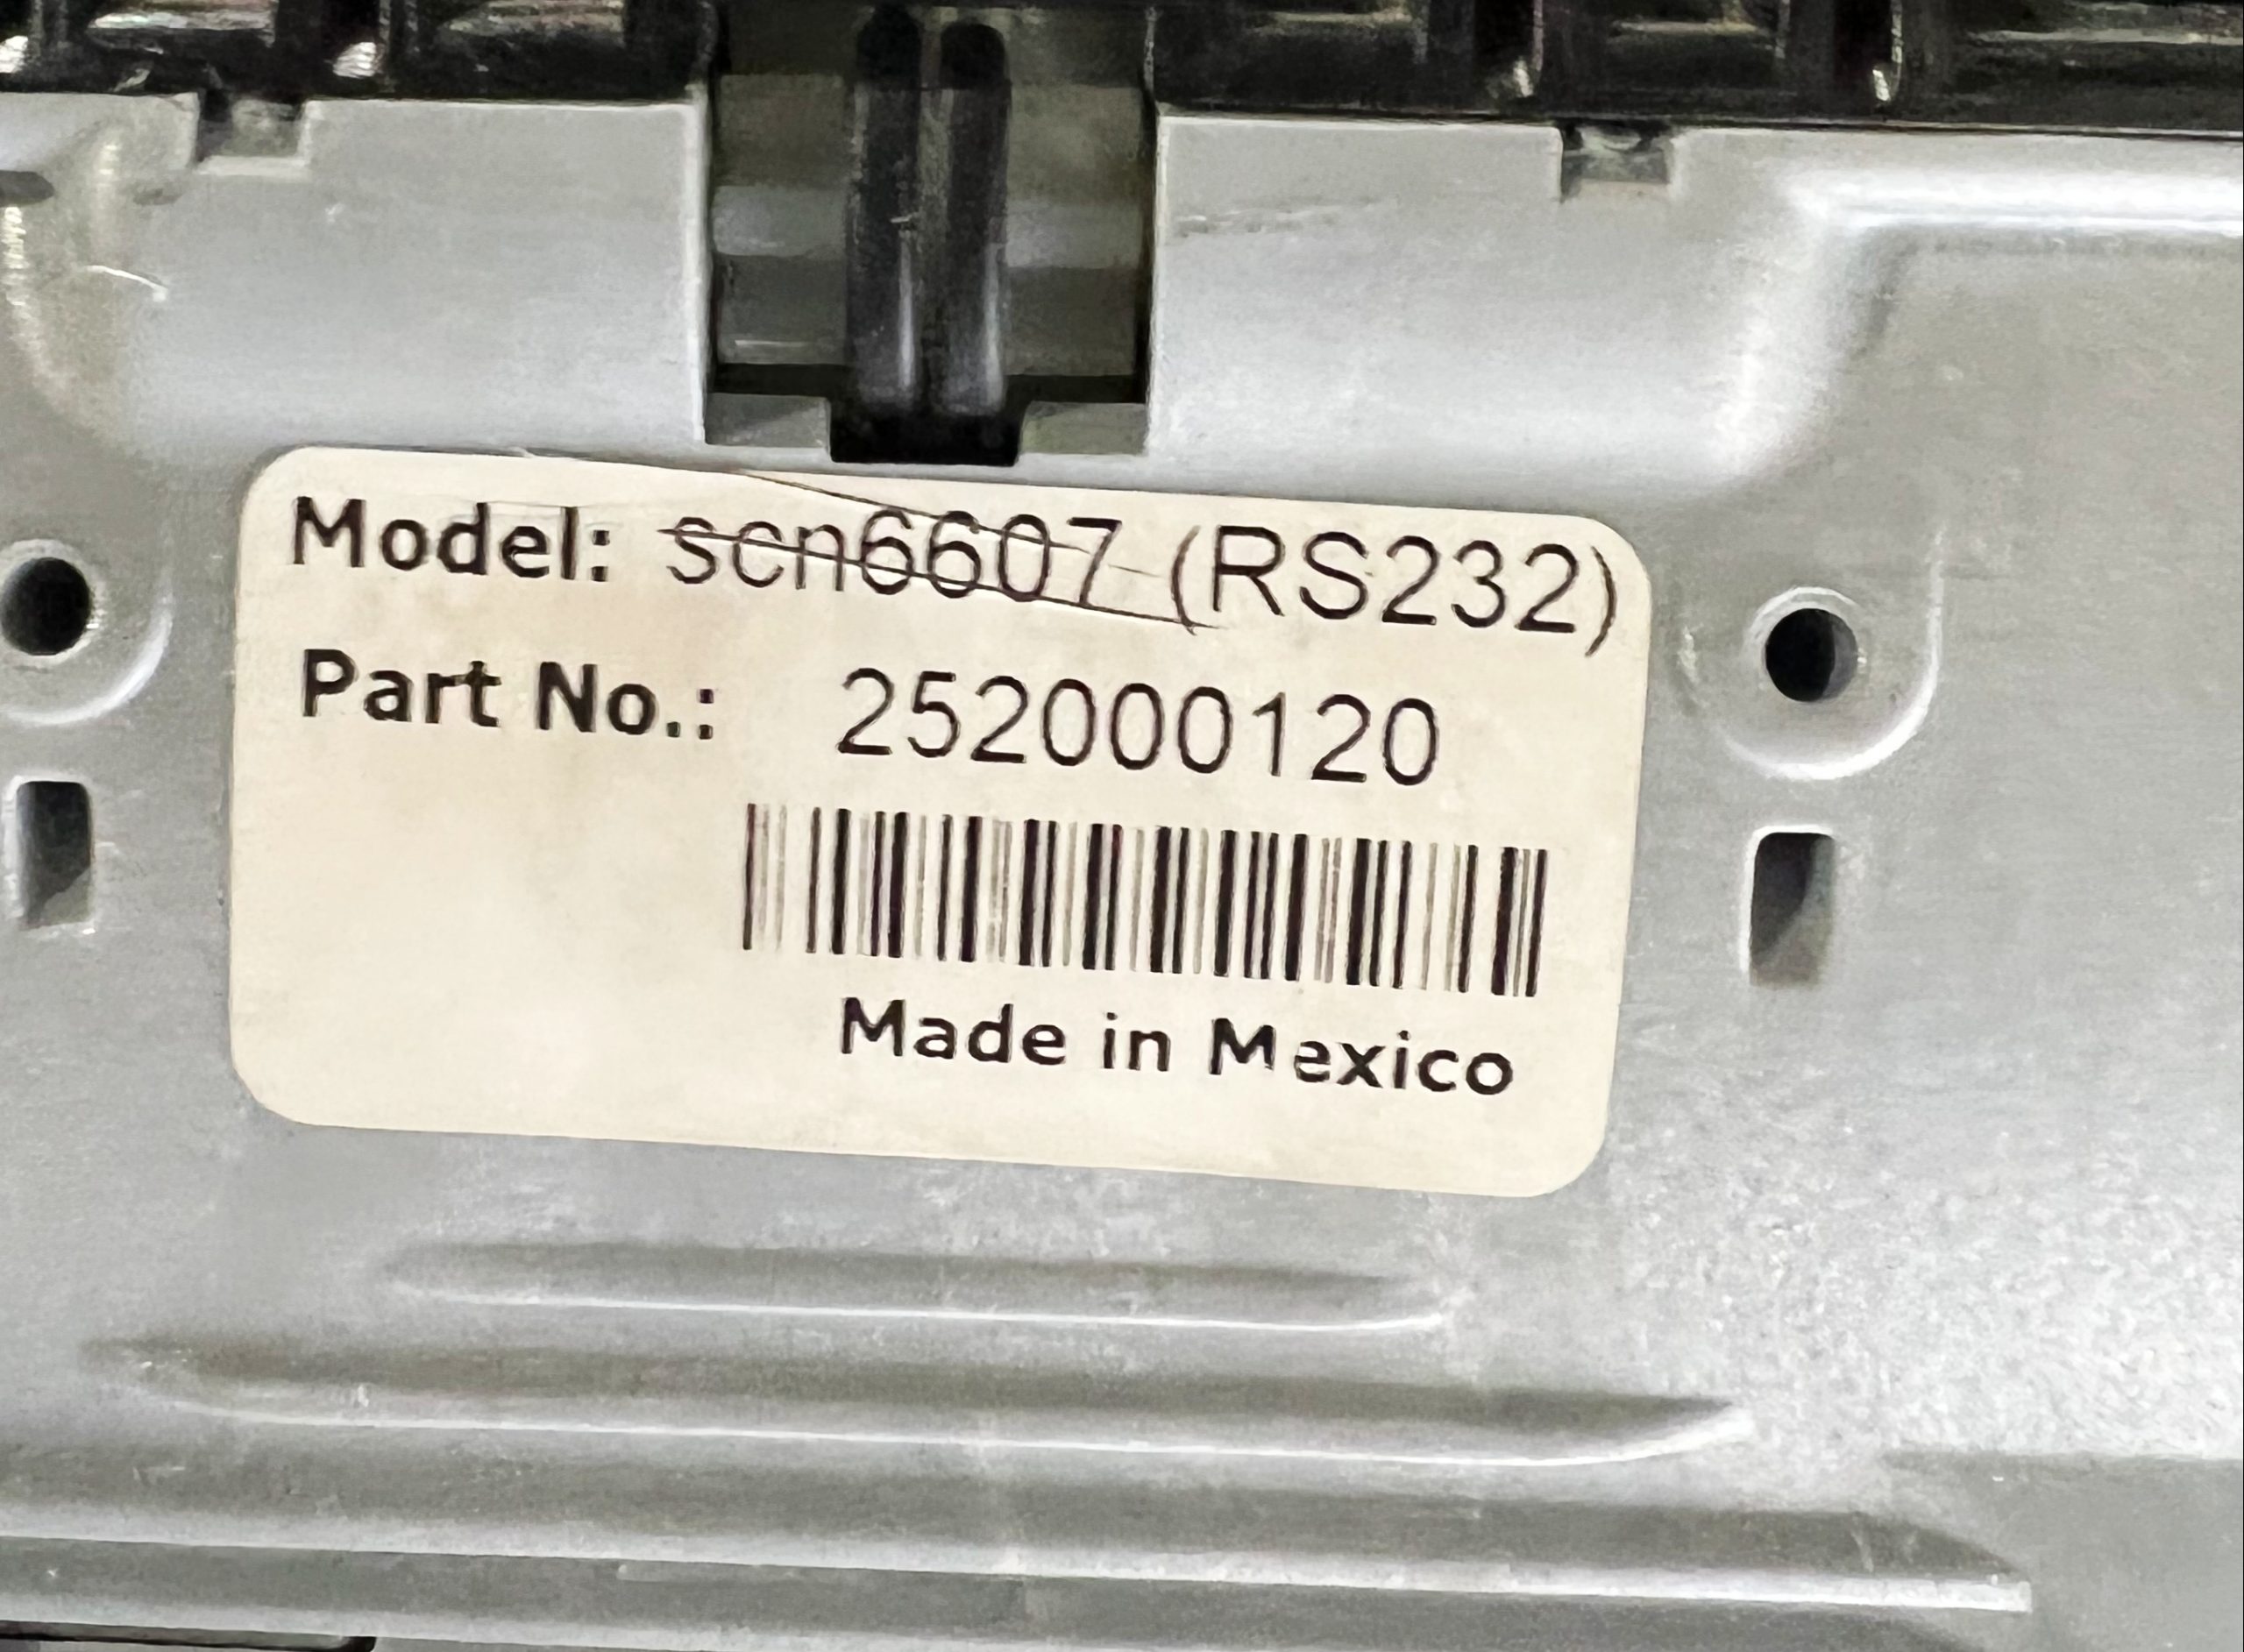 Model: scn6607 (RS232)
Part No.: 252000120
Made in Mexico